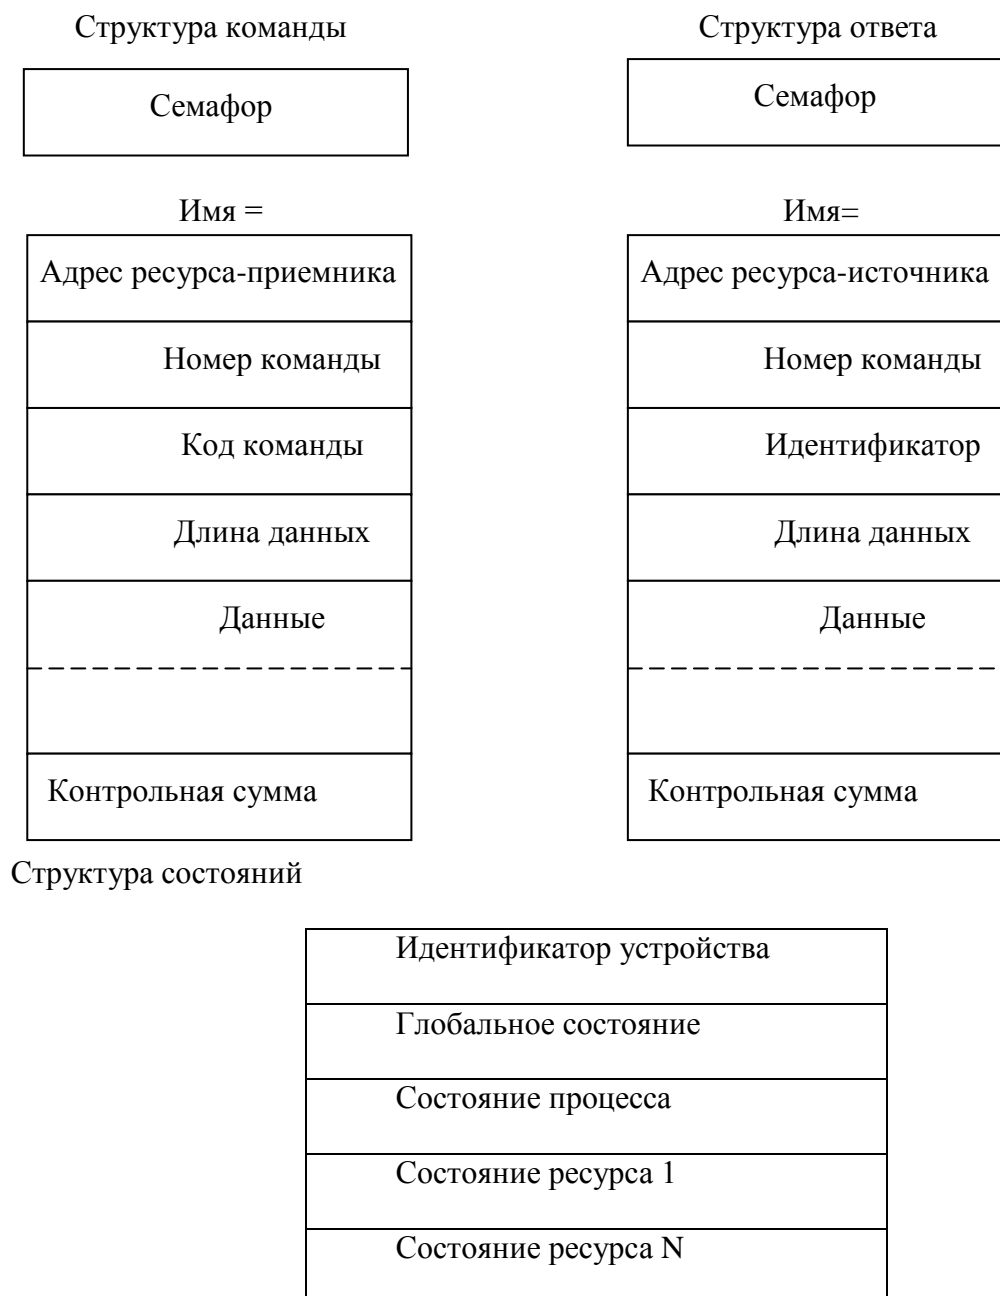 Структура команды
Семафор
Имя =
Адрес ресурса-приемника
Номер команды
Код команды
Длина данных
Данные
Контрольная сумма
Структура ответа
Семафор
Имя=
Адрес ресурса-источника
Номер команды
Идентификатор
Длина данных
Данные
Контрольная сумма
Структура состояний
Идентификатор устройства
Глобальное состояние
Состояние процесса
Состояние ресурса 1
Состояние ресурса N